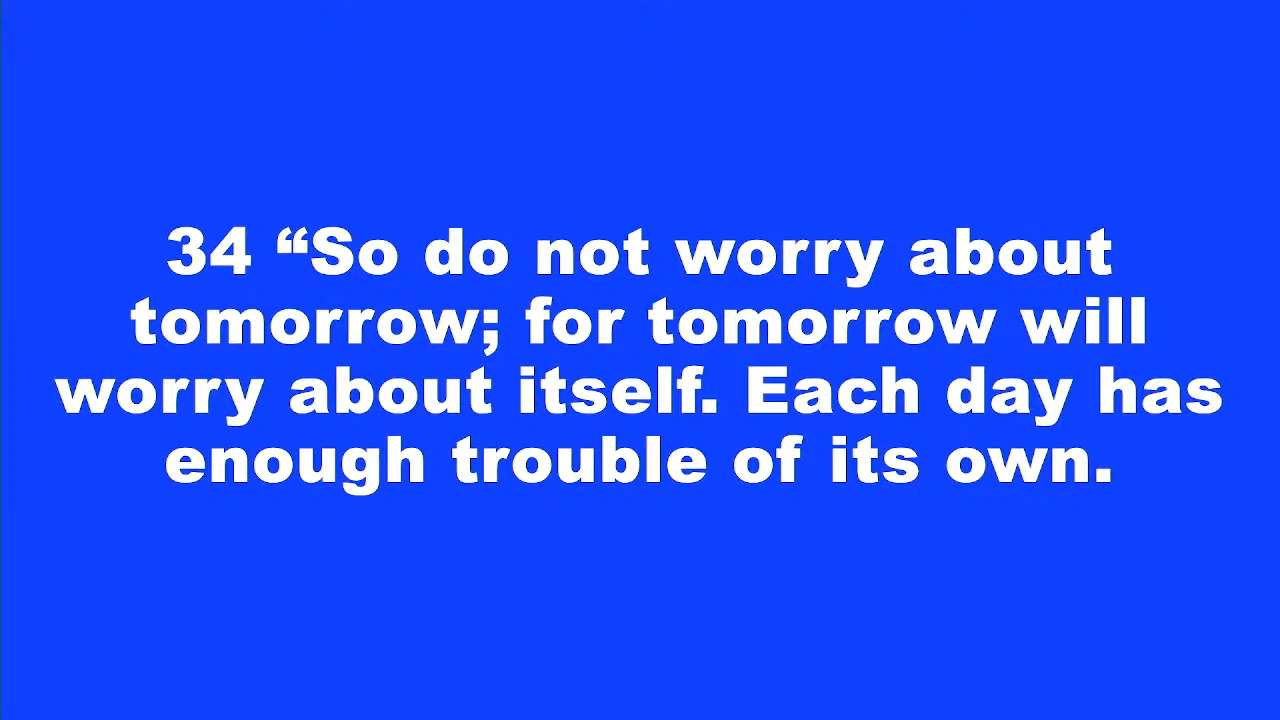 34 “So do not worry about
tomorrow; for tomorrow will
worry about itself. Each day has
enough trouble of its own.